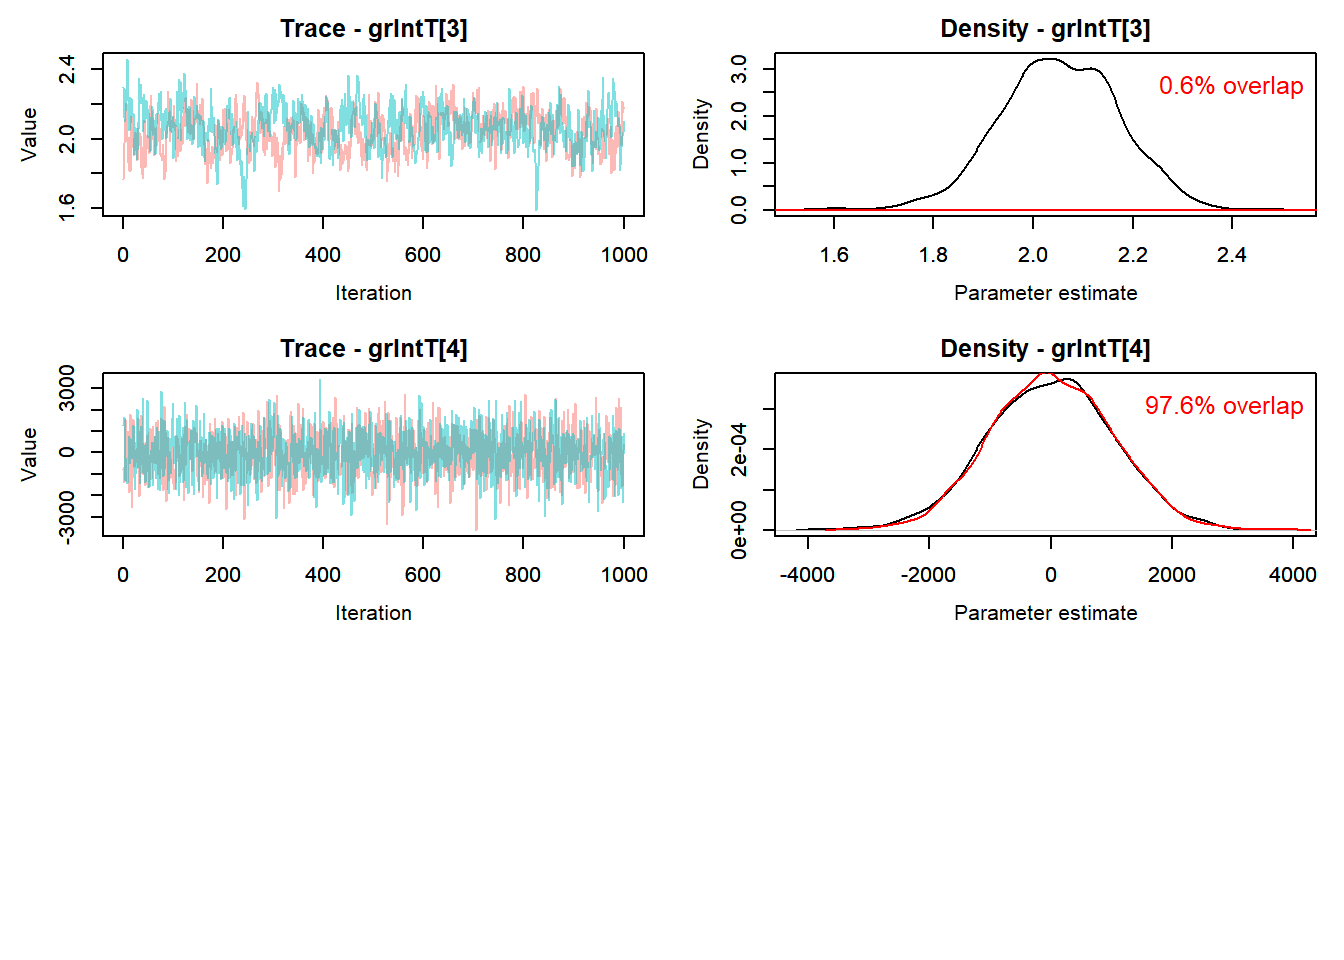 Trace - grIntT[3]
Value
1.6 2.0 2.4
0 200 400 600 800 1000
Iteration
Density - grIntT[3]
0.6% overlap
Density
0.0 1.0 2.0 3.0
1.6 1.8 2.0 2.2 2.4
Parameter estimate
Trace - grIntT[4]
Value
-3000 0 3000
0 200 400 600 800 1000
Iteration
Density - grIntT[4]
97.6% overlap
Density
0e+00 2e-04
-4000 -2000 0 2000 4000
Parameter estimate